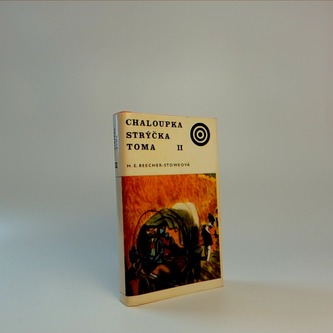 CHALOUPKA
STRÝČKA
TOMA II
H. E. BEECHER-STOWEOVÁ